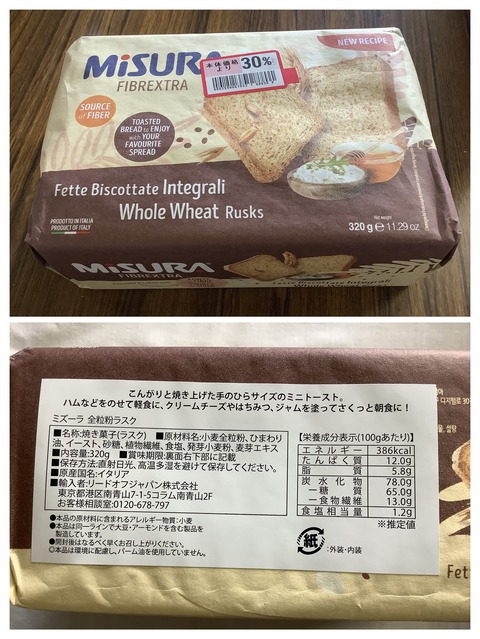 MiSURA
FIBREXTRA
本体価格
より
30%
NEW RECIPE
SOURCE
of FIBER
TOASTED
BREAD to ENJOY
with YOUR
FAVOURITE
SPREAD
Fette Biscottate Integrali
Whole Wheat Rusks
PRODOTTO IN ITALIA
PRODUCT OF ITALY
Net weight
320 g e 11.29 oz
MiSURA
FIBREXTRA
Fette Biscottate Integrali
Whole Wheat Rusks
こんがりと焼き上げた手のひらサイズのミニトースト。
ハムなどをのせて軽食に、クリームチーズやはちみつ、ジャムを塗ってさくっと朝食に！
ミズーラ 全粒粉ラスク
■名称:焼き菓子(ラスク) ■原材料名:小麦全粒粉、ひまわり
油、イースト、砂糖、植物繊維、食塩、発芽小麦粉、麦芽エキス
■内容量:320g ■賞味期限:裏面右下部に記載
■保存方法:直射日光、高温多湿を避けて保存してください。
■原産国名:イタリア
■輸入者:リードオフジャパン株式会社
東京都港区南青山7-1-5コラム南青山2F
お客様相談室:0120-678-797
●本品の原材料に含まれるアレルギー物質:小麦
●本品は同一ラインで大豆・アーモンドを含む製品を
製造しています。
●開封後はなるべく早くお召し上がりください。
◎本品は環境に配慮し、パーム油を使用していません。
【栄養成分表示(100gあたり)】
エネルギー 386kcal
たんぱく質 12.0g
脂質 5.8g
炭水化物 78.0g
－糖質 65.0g
－食物繊維 13.0g
食塩相当量 1.2g
※推定値
紙
:外装・内装
Fet